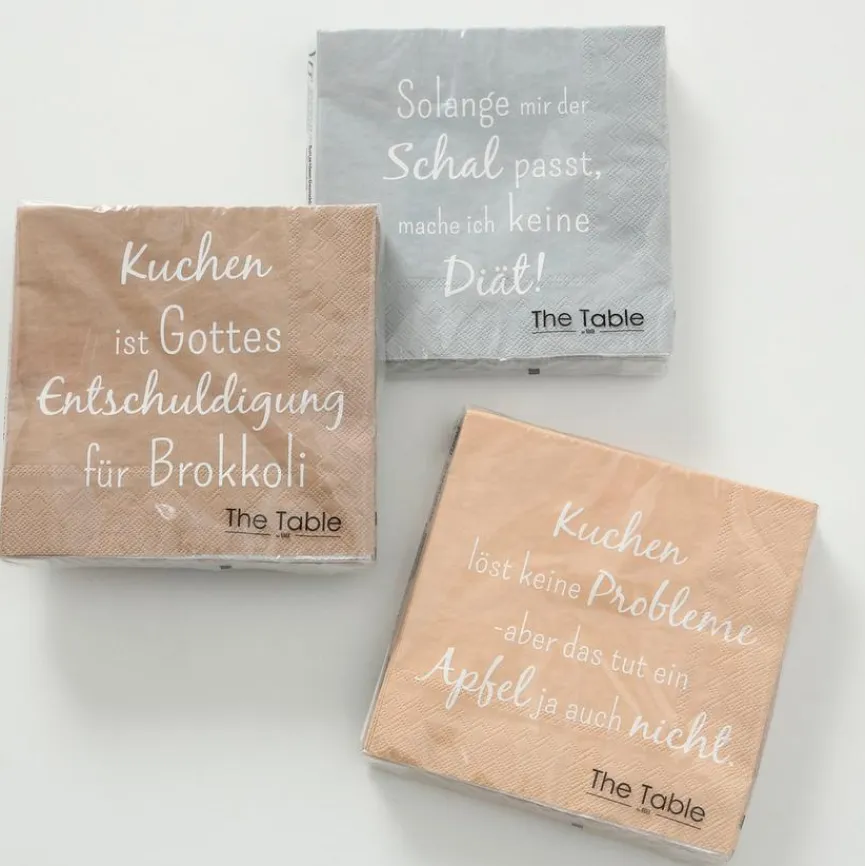 Solange mir der
Schal passt,
mache ich keine
Diät!
The Table
Kuchen
ist Gottes
Entschuldigung
für Brokkoli
The Table
Kuchen
löst keine Probleme
-aber das tut ein
Apfel ja auch nicht.
The Table